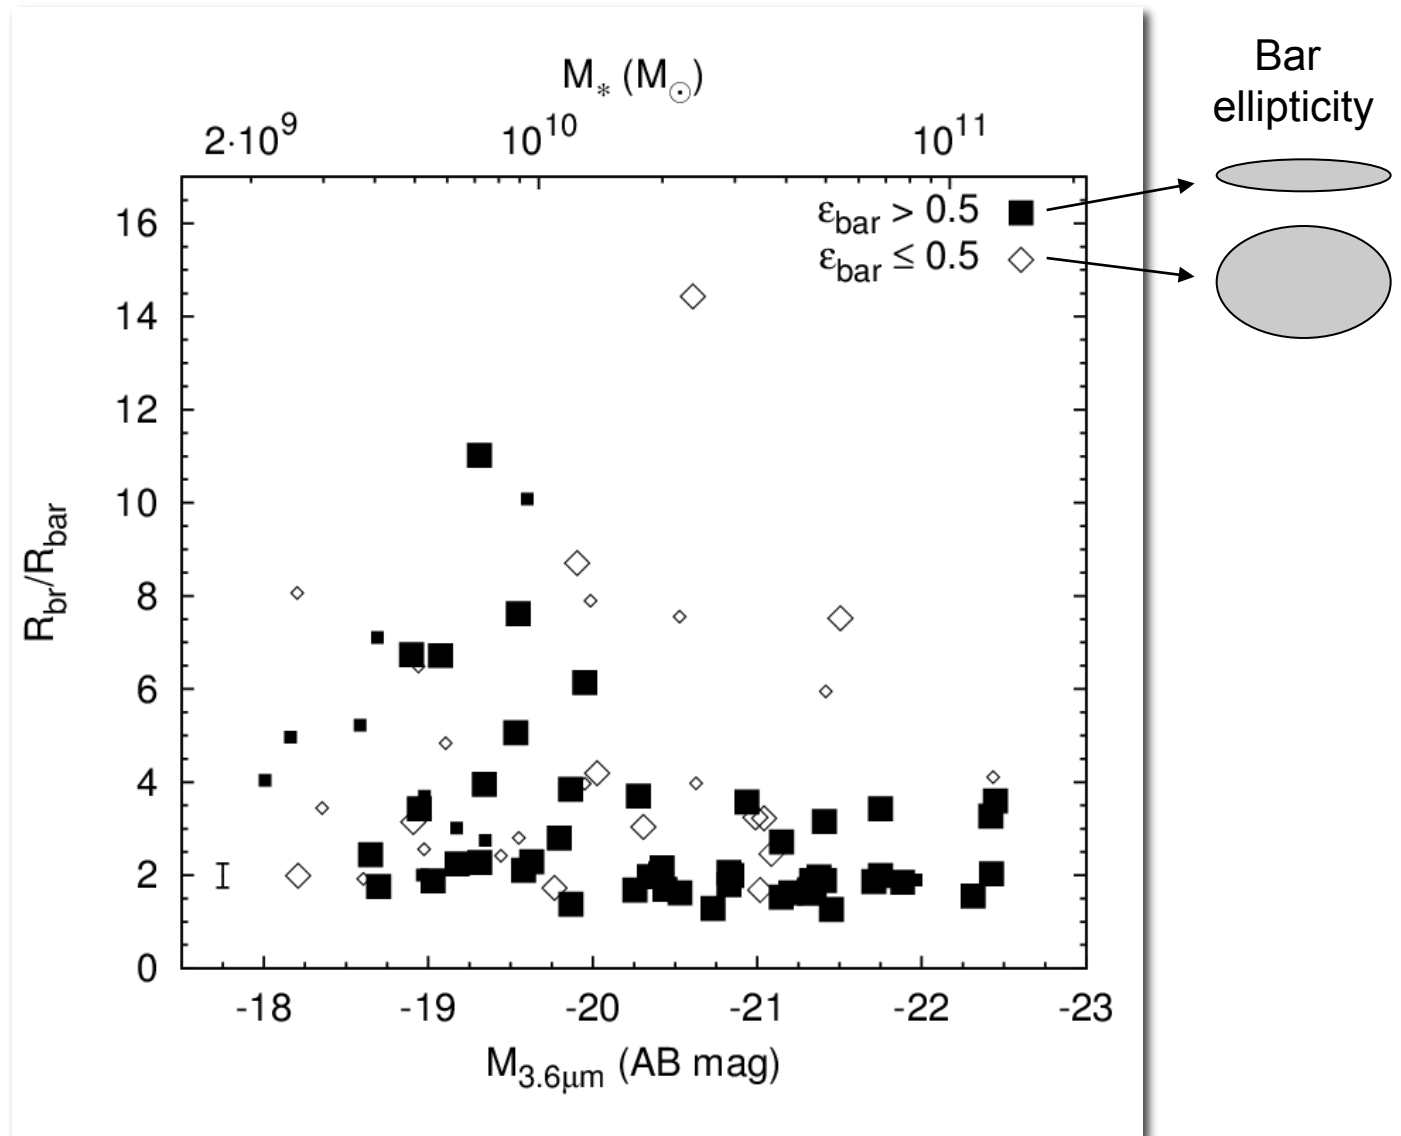 M* (M☉)
2·10⁹ 10¹⁰ 10¹¹
Bar
ellipticity
εbar > 0.5
εbar ≤ 0.5
16
14
12
10
8
6
4
2
0
Rbr/Rbar
-18 -19 -20 -21 -22 -23
M3.6μm (AB mag)